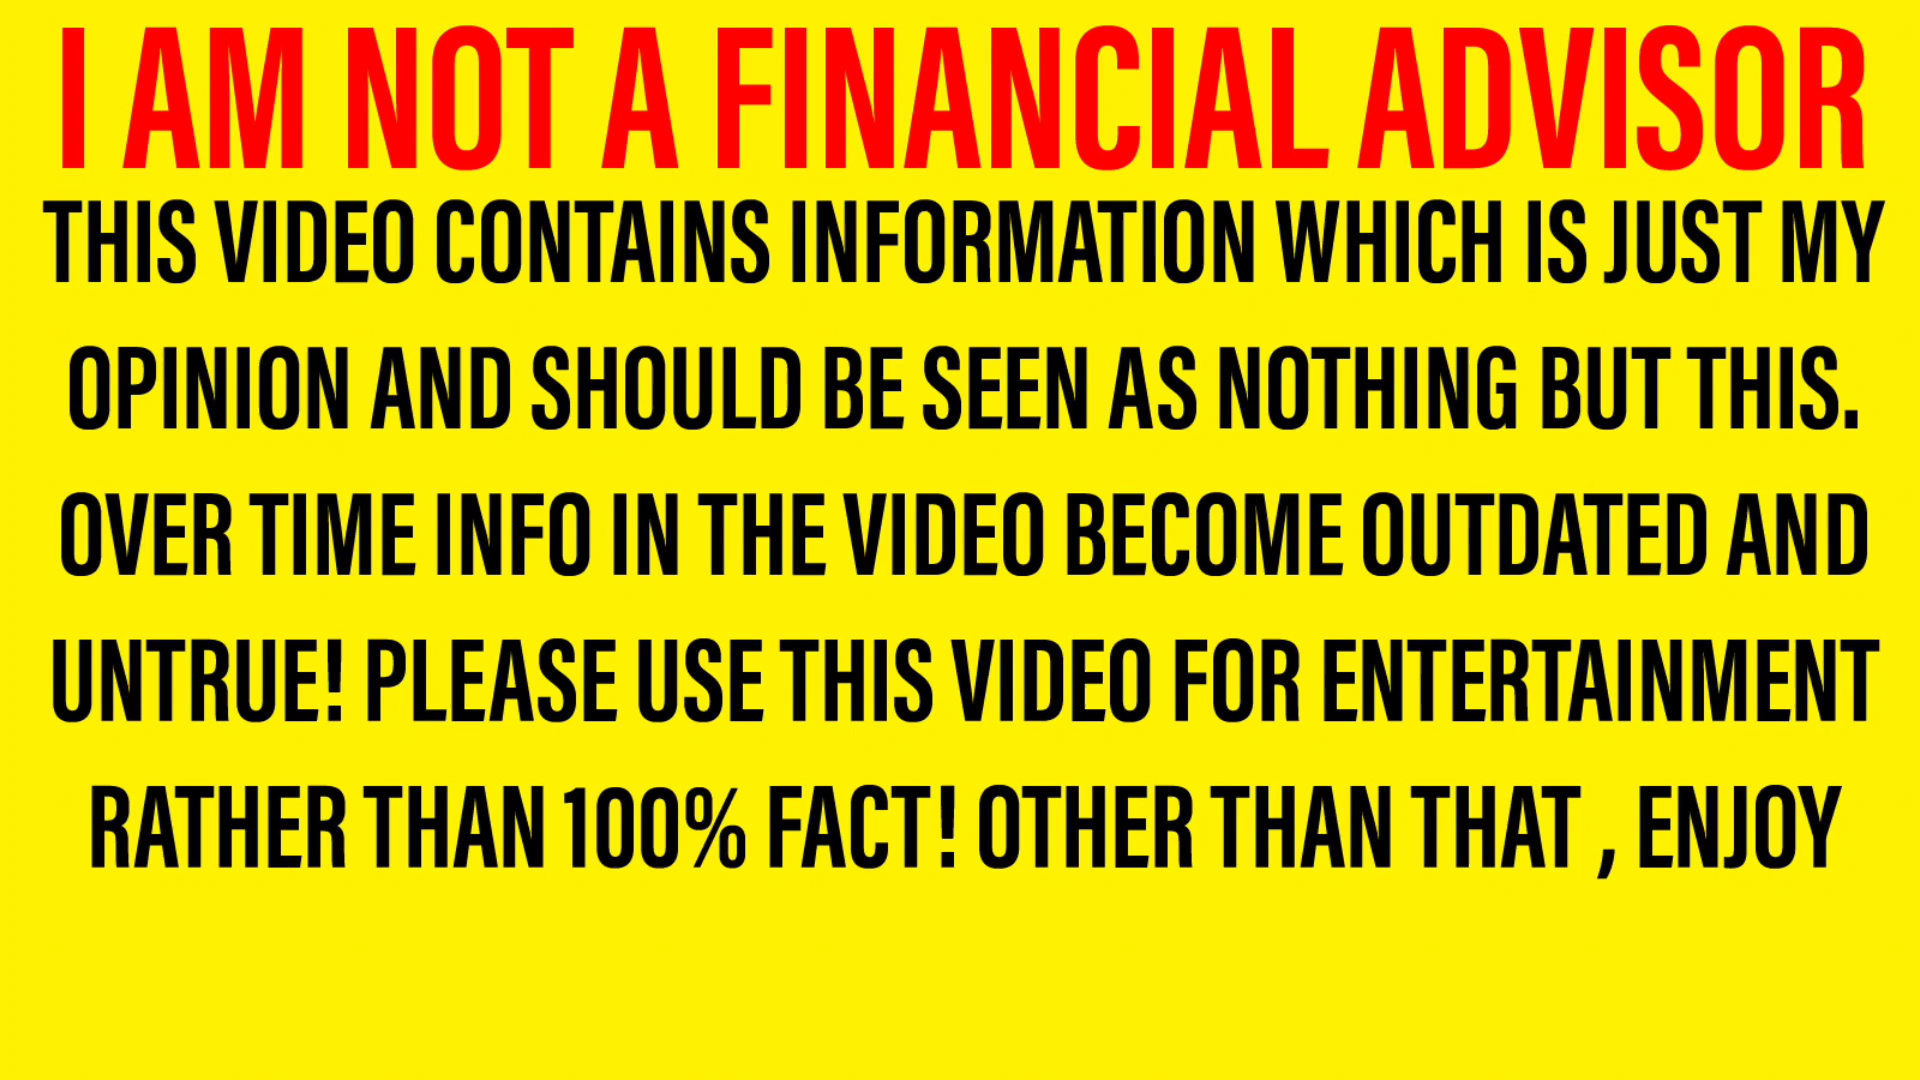 I AM NOT A FINANCIAL ADVISOR
THIS VIDEO CONTAINS INFORMATION WHICH IS JUST MY
OPINION AND SHOULD BE SEEN AS NOTHING BUT THIS.
OVER TIME INFO IN THE VIDEO BECOME OUTDATED AND
UNTRUE! PLEASE USE THIS VIDEO FOR ENTERTAINMENT
RATHER THAN 100% FACT! OTHER THAN THAT , ENJOY